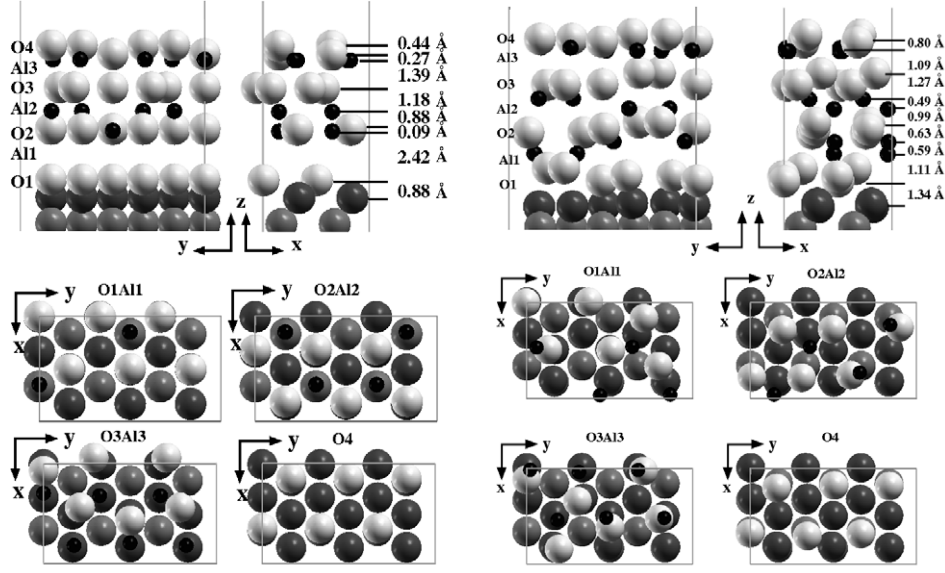 O4
Al3
O3
Al2
O2
Al1
O1
0.44 Å
0.27 Å
1.39 Å
1.18 Å
0.88 Å
0.09 Å
2.42 Å
0.88 Å
z
y
x
O4
Al3
O3
Al2
O2
Al1
O1
0.80 Å
1.09 Å
1.27 Å
0.49 Å
0.99 Å
0.63 Å
0.59 Å
1.11 Å
1.34 Å
z
y
x
y
O1Al1
x
y
O2Al2
x
y
O1Al1
x
y
O2Al2
x
y
O3Al3
x
y
O4
x
y
O3Al3
x
y
O4
x